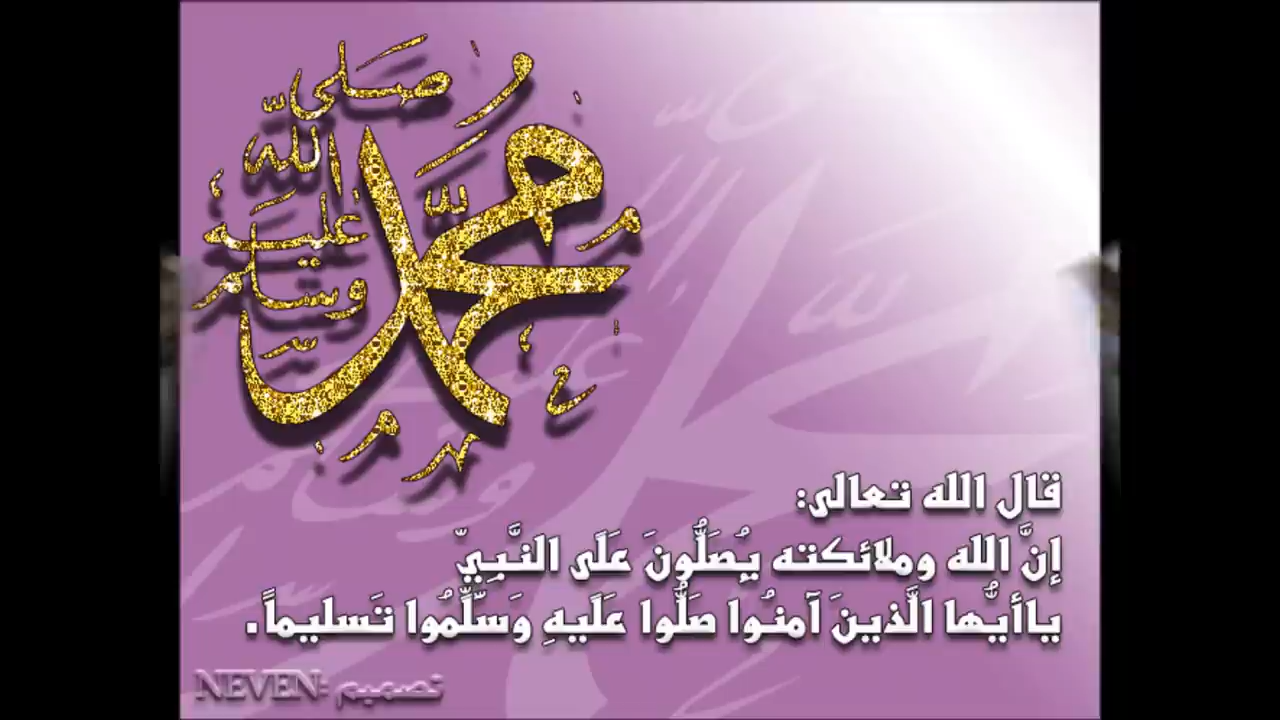 محمد
صلى
الله
عليه
وسلم
قال الله تعالى:
إنَّ الله وملائكته يُصَلُّونَ عَلَى النَّبِيّ
ياأيُّها الَّذينَ آمنُوا صَلُّوا عَلَيهِ وَسَلِّمُوا تَسليماً.
تصميم :NEVEN